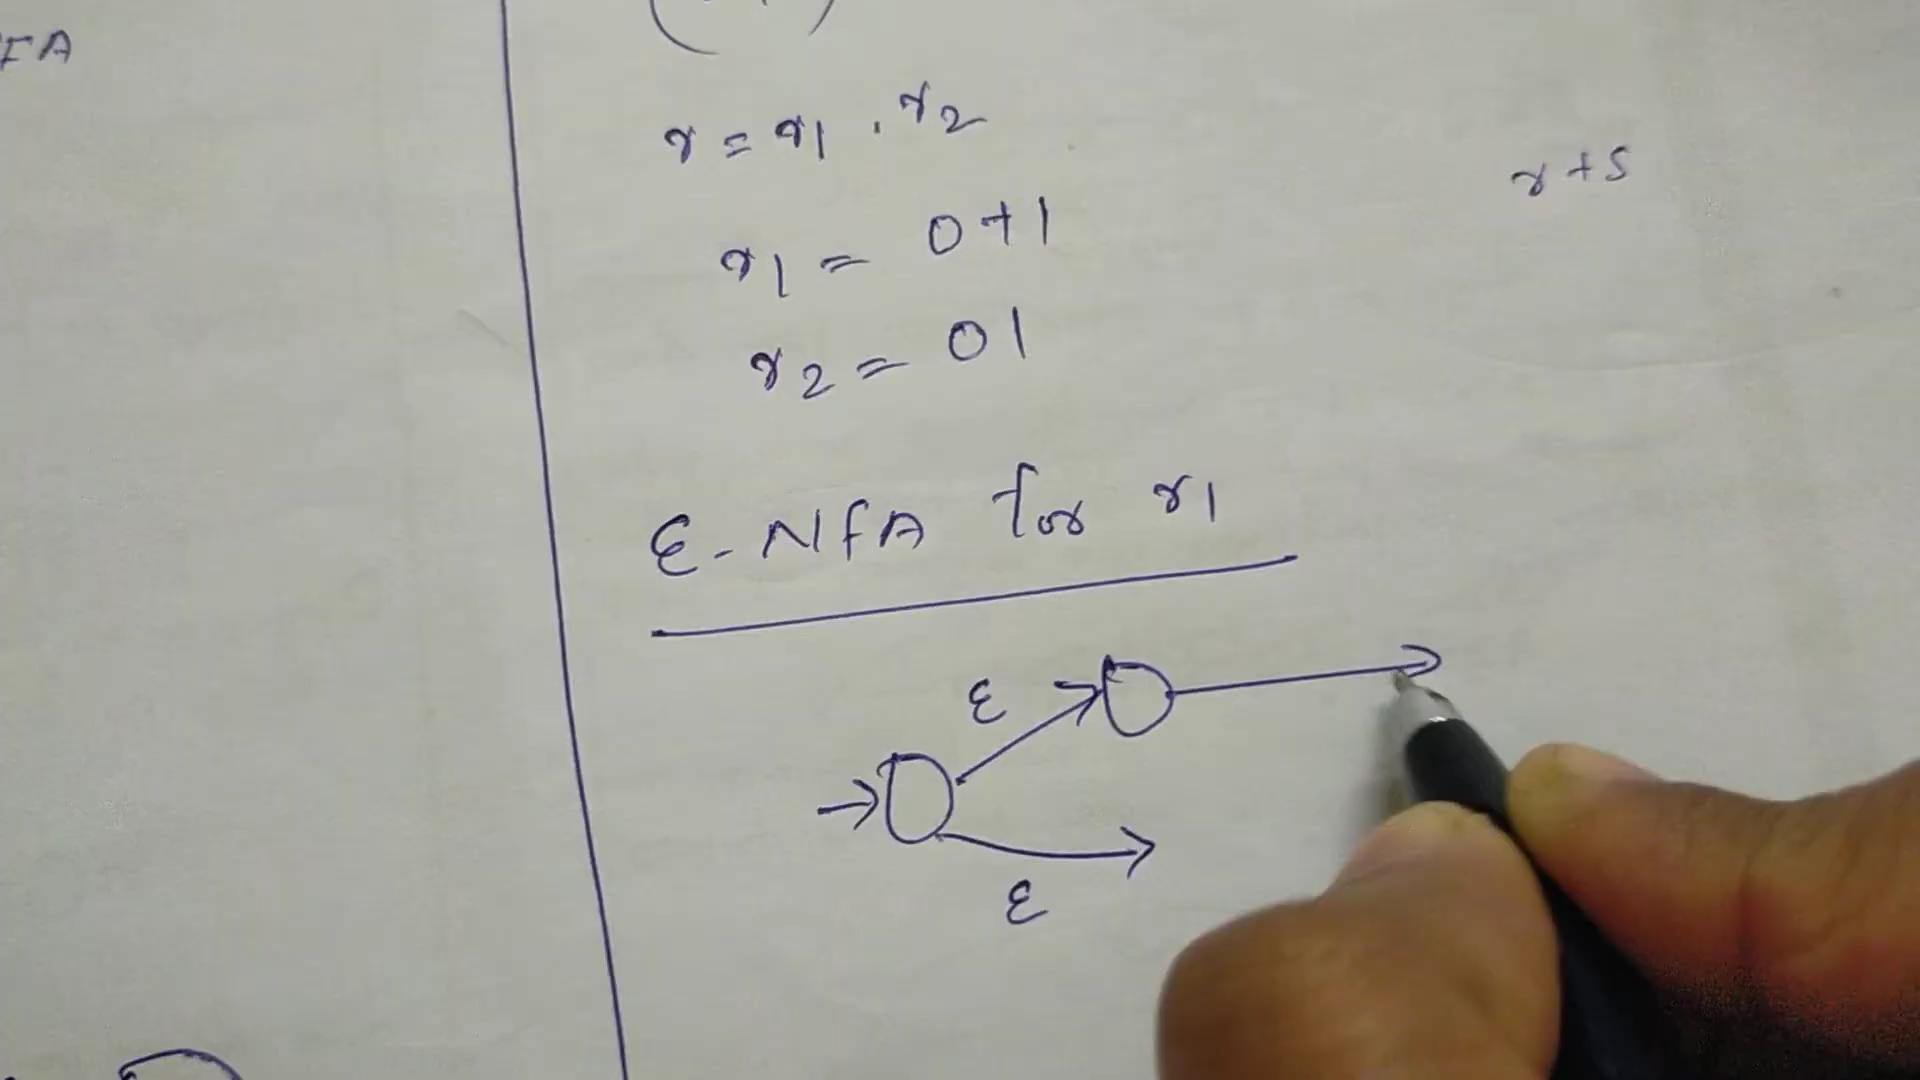 FA
r = r1 . r2
r + s
r1 = 0+1
r2 = 01
ε-NFA for r1
ε
ε